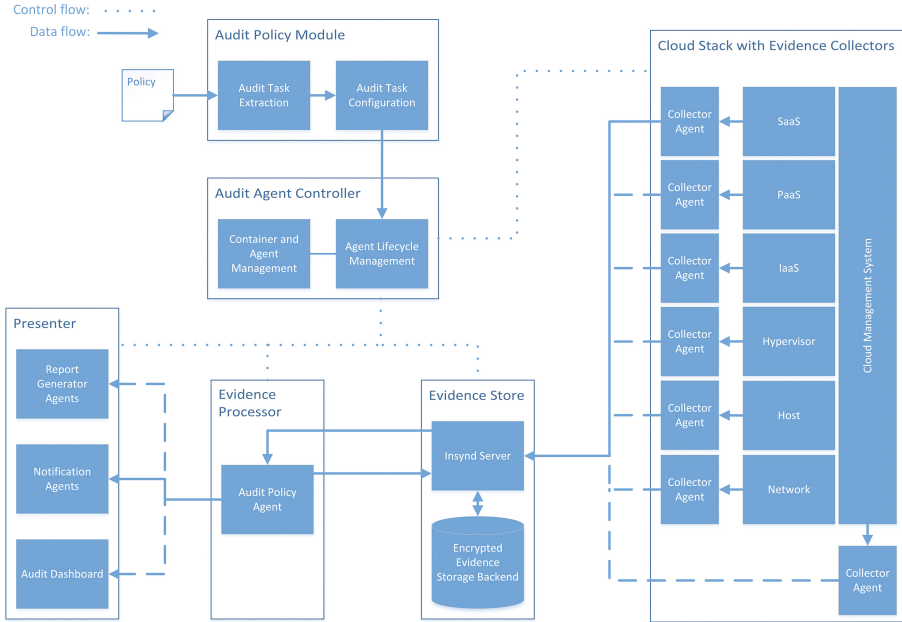 Control flow:
Data flow:
Audit Policy Module
Policy
Audit Task
Extraction
Audit Task
Configuration
Audit Agent Controller
Container and
Agent
Management
Agent Lifecycle
Management
Cloud Stack with Evidence Collectors
Collector
Agent
SaaS
Collector
Agent
PaaS
Collector
Agent
IaaS
Collector
Agent
Hypervisor
Collector
Agent
Host
Collector
Agent
Network
Cloud Management System
Collector
Agent
Presenter
Report
Generator
Agents
Notification
Agents
Audit Dashboard
Evidence
Processor
Audit Policy
Agent
Evidence Store
Insynd Server
Encrypted
Evidence
Storage Backend